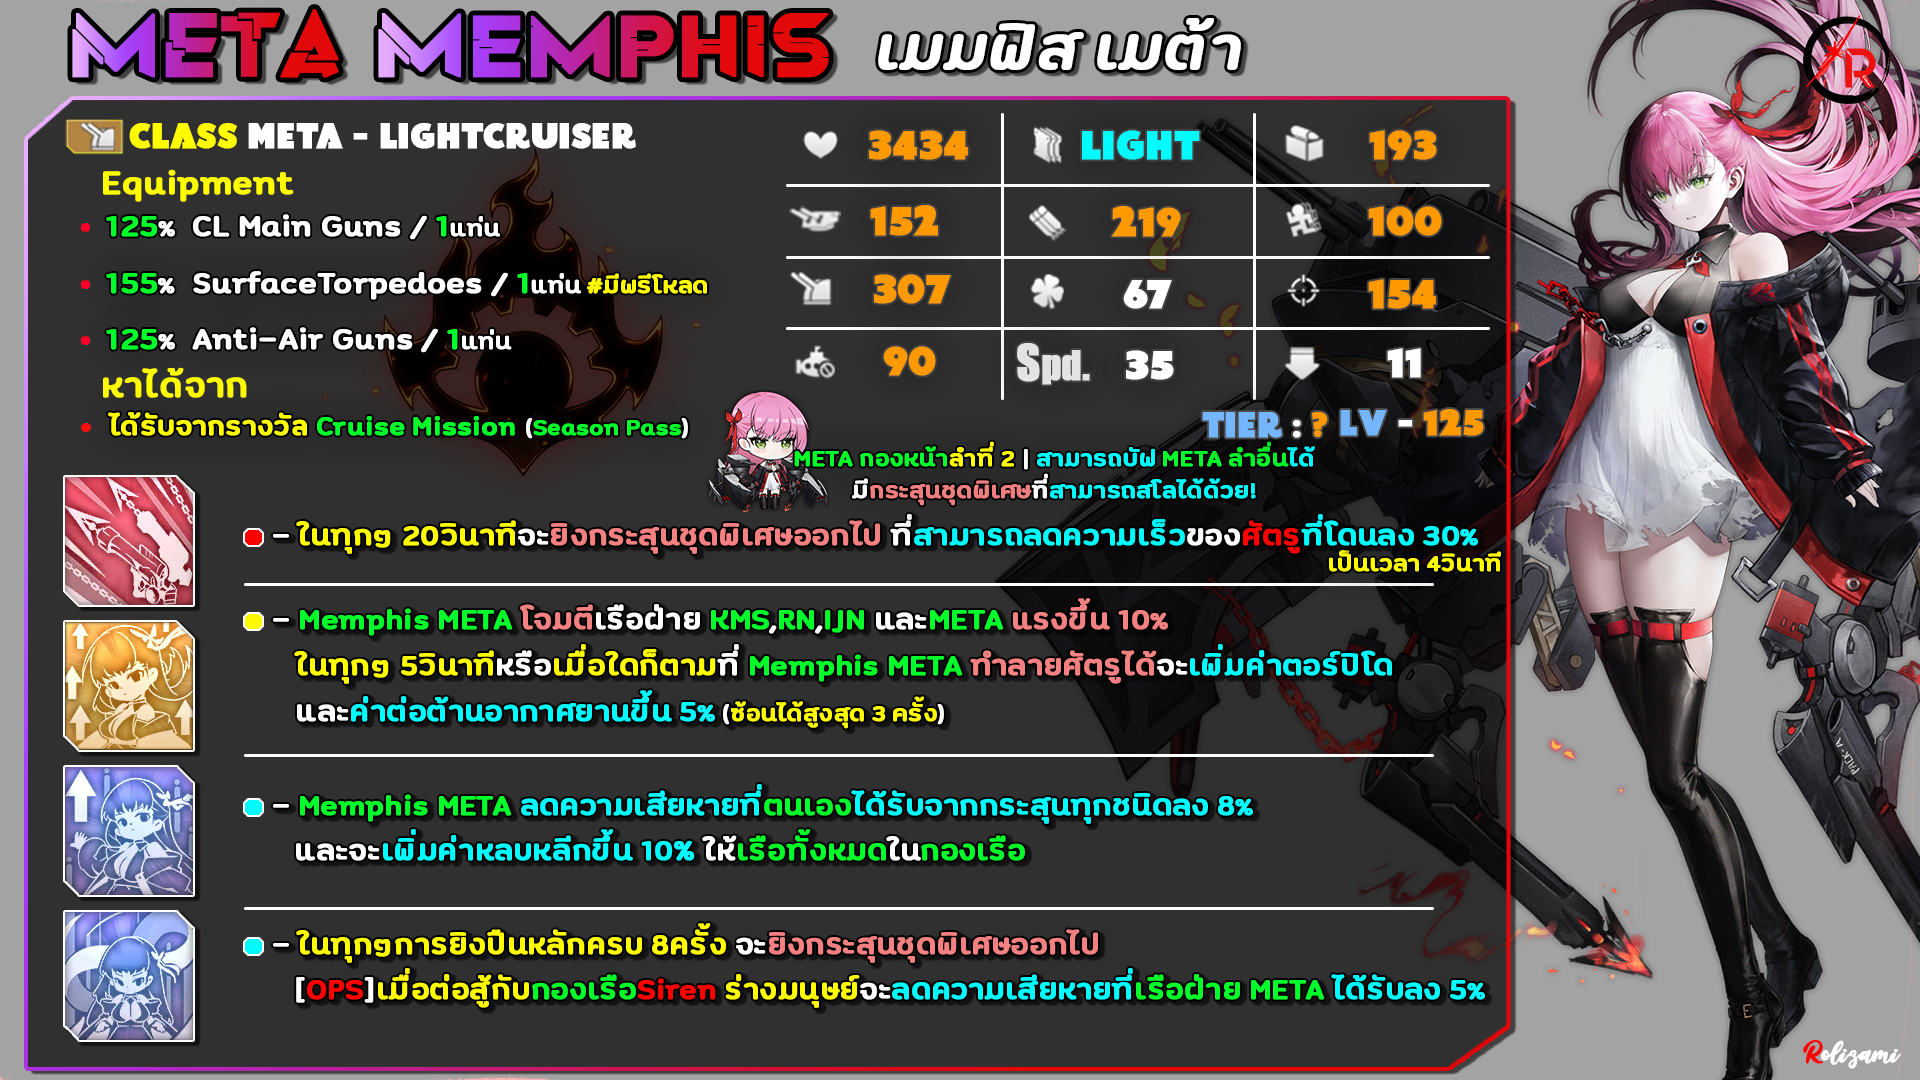 META MEMPHIS เมมฟิส เมต้า
R
CLASS META - LIGHTCRUISER
Equipment
• 125% CL Main Guns / 1แท่น
• 155% SurfaceTorpedoes / 1แท่น #มีพรีโหลด
• 125% Anti-Air Guns / 1แท่น
หาได้จาก
• ได้รับจากรางวัล Cruise Mission (Season Pass)
3434 LIGHT 193
152 219 100
307 67 154
90 Spd. 35 11
TIER : ? LV - 125
META กองหน้าลำที่ 2 | สามารถบัฟ META ลำอื่นได้
มีกระสุนชุดพิเศษที่สามารถสโลได้ด้วย!
- ในทุกๆ 20วินาทีจะยิงกระสุนชุดพิเศษออกไป ที่สามารถลดความเร็วของศัตรูที่โดนลง 30%
เป็นเวลา 4วินาที
- Memphis META โจมตีเรือฝ่าย KMS,RN,IJN และMETA แรงขึ้น 10%
ในทุกๆ 5วินาทีหรือเมื่อใดก็ตามที่ Memphis META ทำลายศัตรูได้จะเพิ่มค่าตอร์ปิโด
และค่าต่อต้านอากาศยานขึ้น 5% (ซ้อนได้สูงสุด 3 ครั้ง)
- Memphis META ลดความเสียหายที่ตนเองได้รับจากกระสุนทุกชนิดลง 8%
และจะเพิ่มค่าหลบหลีกขึ้น 10% ให้เรือทั้งหมดในกองเรือ
- ในทุกๆการยิงปืนหลักครบ 8ครั้ง จะยิงกระสุนชุดพิเศษออกไป
[OPS]เมื่อต่อสู้กับกองเรือSiren ร่างมนุษย์จะลดความเสียหายที่เรือฝ่าย META ได้รับลง 5%
Rolizami